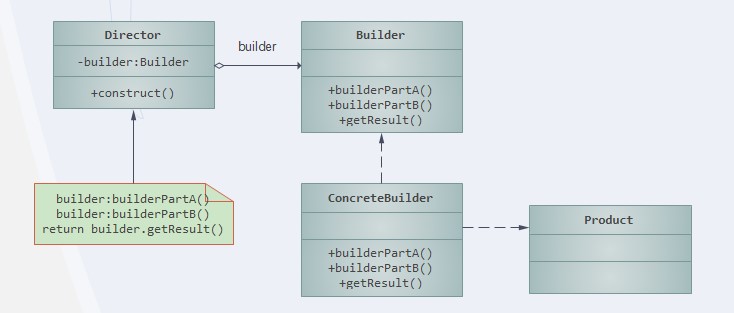 Director
-builder:Builder
+construct()
builder
Builder
+builderPartA()
+builderPartB()
+getResult()
builder:builderPartA()
builder:builderPartB()
return builder.getResult()
ConcreteBuilder
+builderPartA()
+builderPartB()
+getResult()
Product